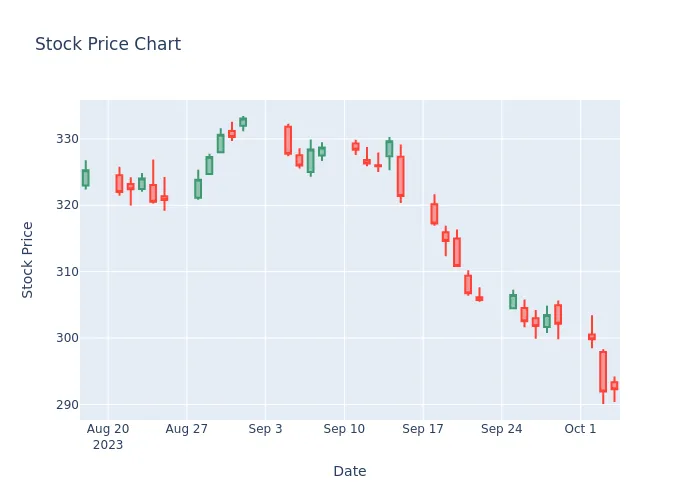 Stock Price Chart
Stock Price
330
320
310
300
290
Aug 20
2023
Aug 27
Sep 3
Sep 10
Sep 17
Sep 24
Oct 1
Date